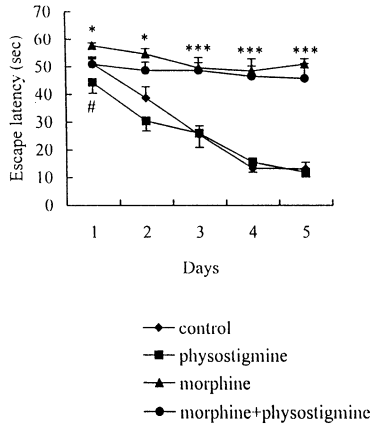 Escape latency (sec)
70
60
50
40
30
20
10
0
* * *** *** ***
#
1 2 3 4 5
Days
control
physostigmine
morphine
morphine+physostigmine